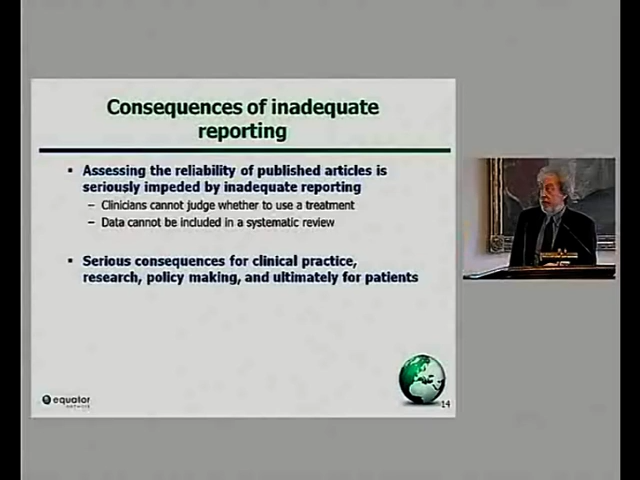 Consequences of inadequate
reporting
▪ Assessing the reliability of published articles is
seriously impeded by inadequate reporting
– Clinicians cannot judge whether to use a treatment
– Data cannot be included in a systematic review
▪ Serious consequences for clinical practice,
research, policy making, and ultimately for patients
equator
NETWORK
14